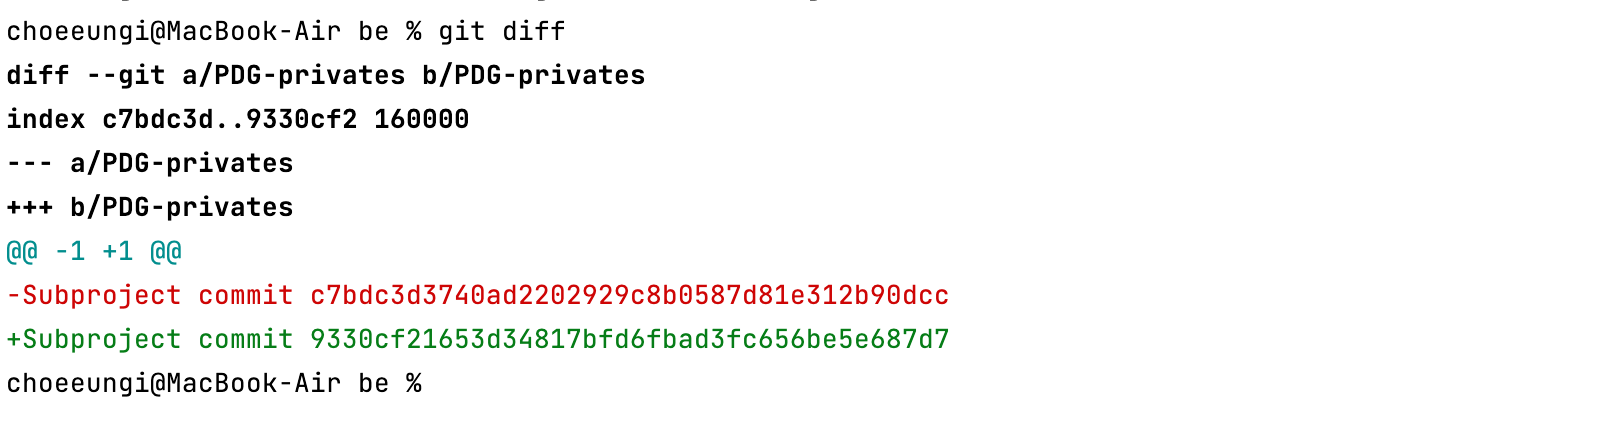 choeeungi@MacBook-Air be % git diff
diff --git a/PDG-privates b/PDG-privates
index c7bdc3d..9330cf2 160000
--- a/PDG-privates
+++ b/PDG-privates
@@ -1 +1 @@
-Subproject commit c7bdc3d3740ad2202929c8b0587d81e312b90dcc
+Subproject commit 9330cf21653d34817bfd6fbad3fc656be5e687d7
choeeungi@MacBook-Air be %